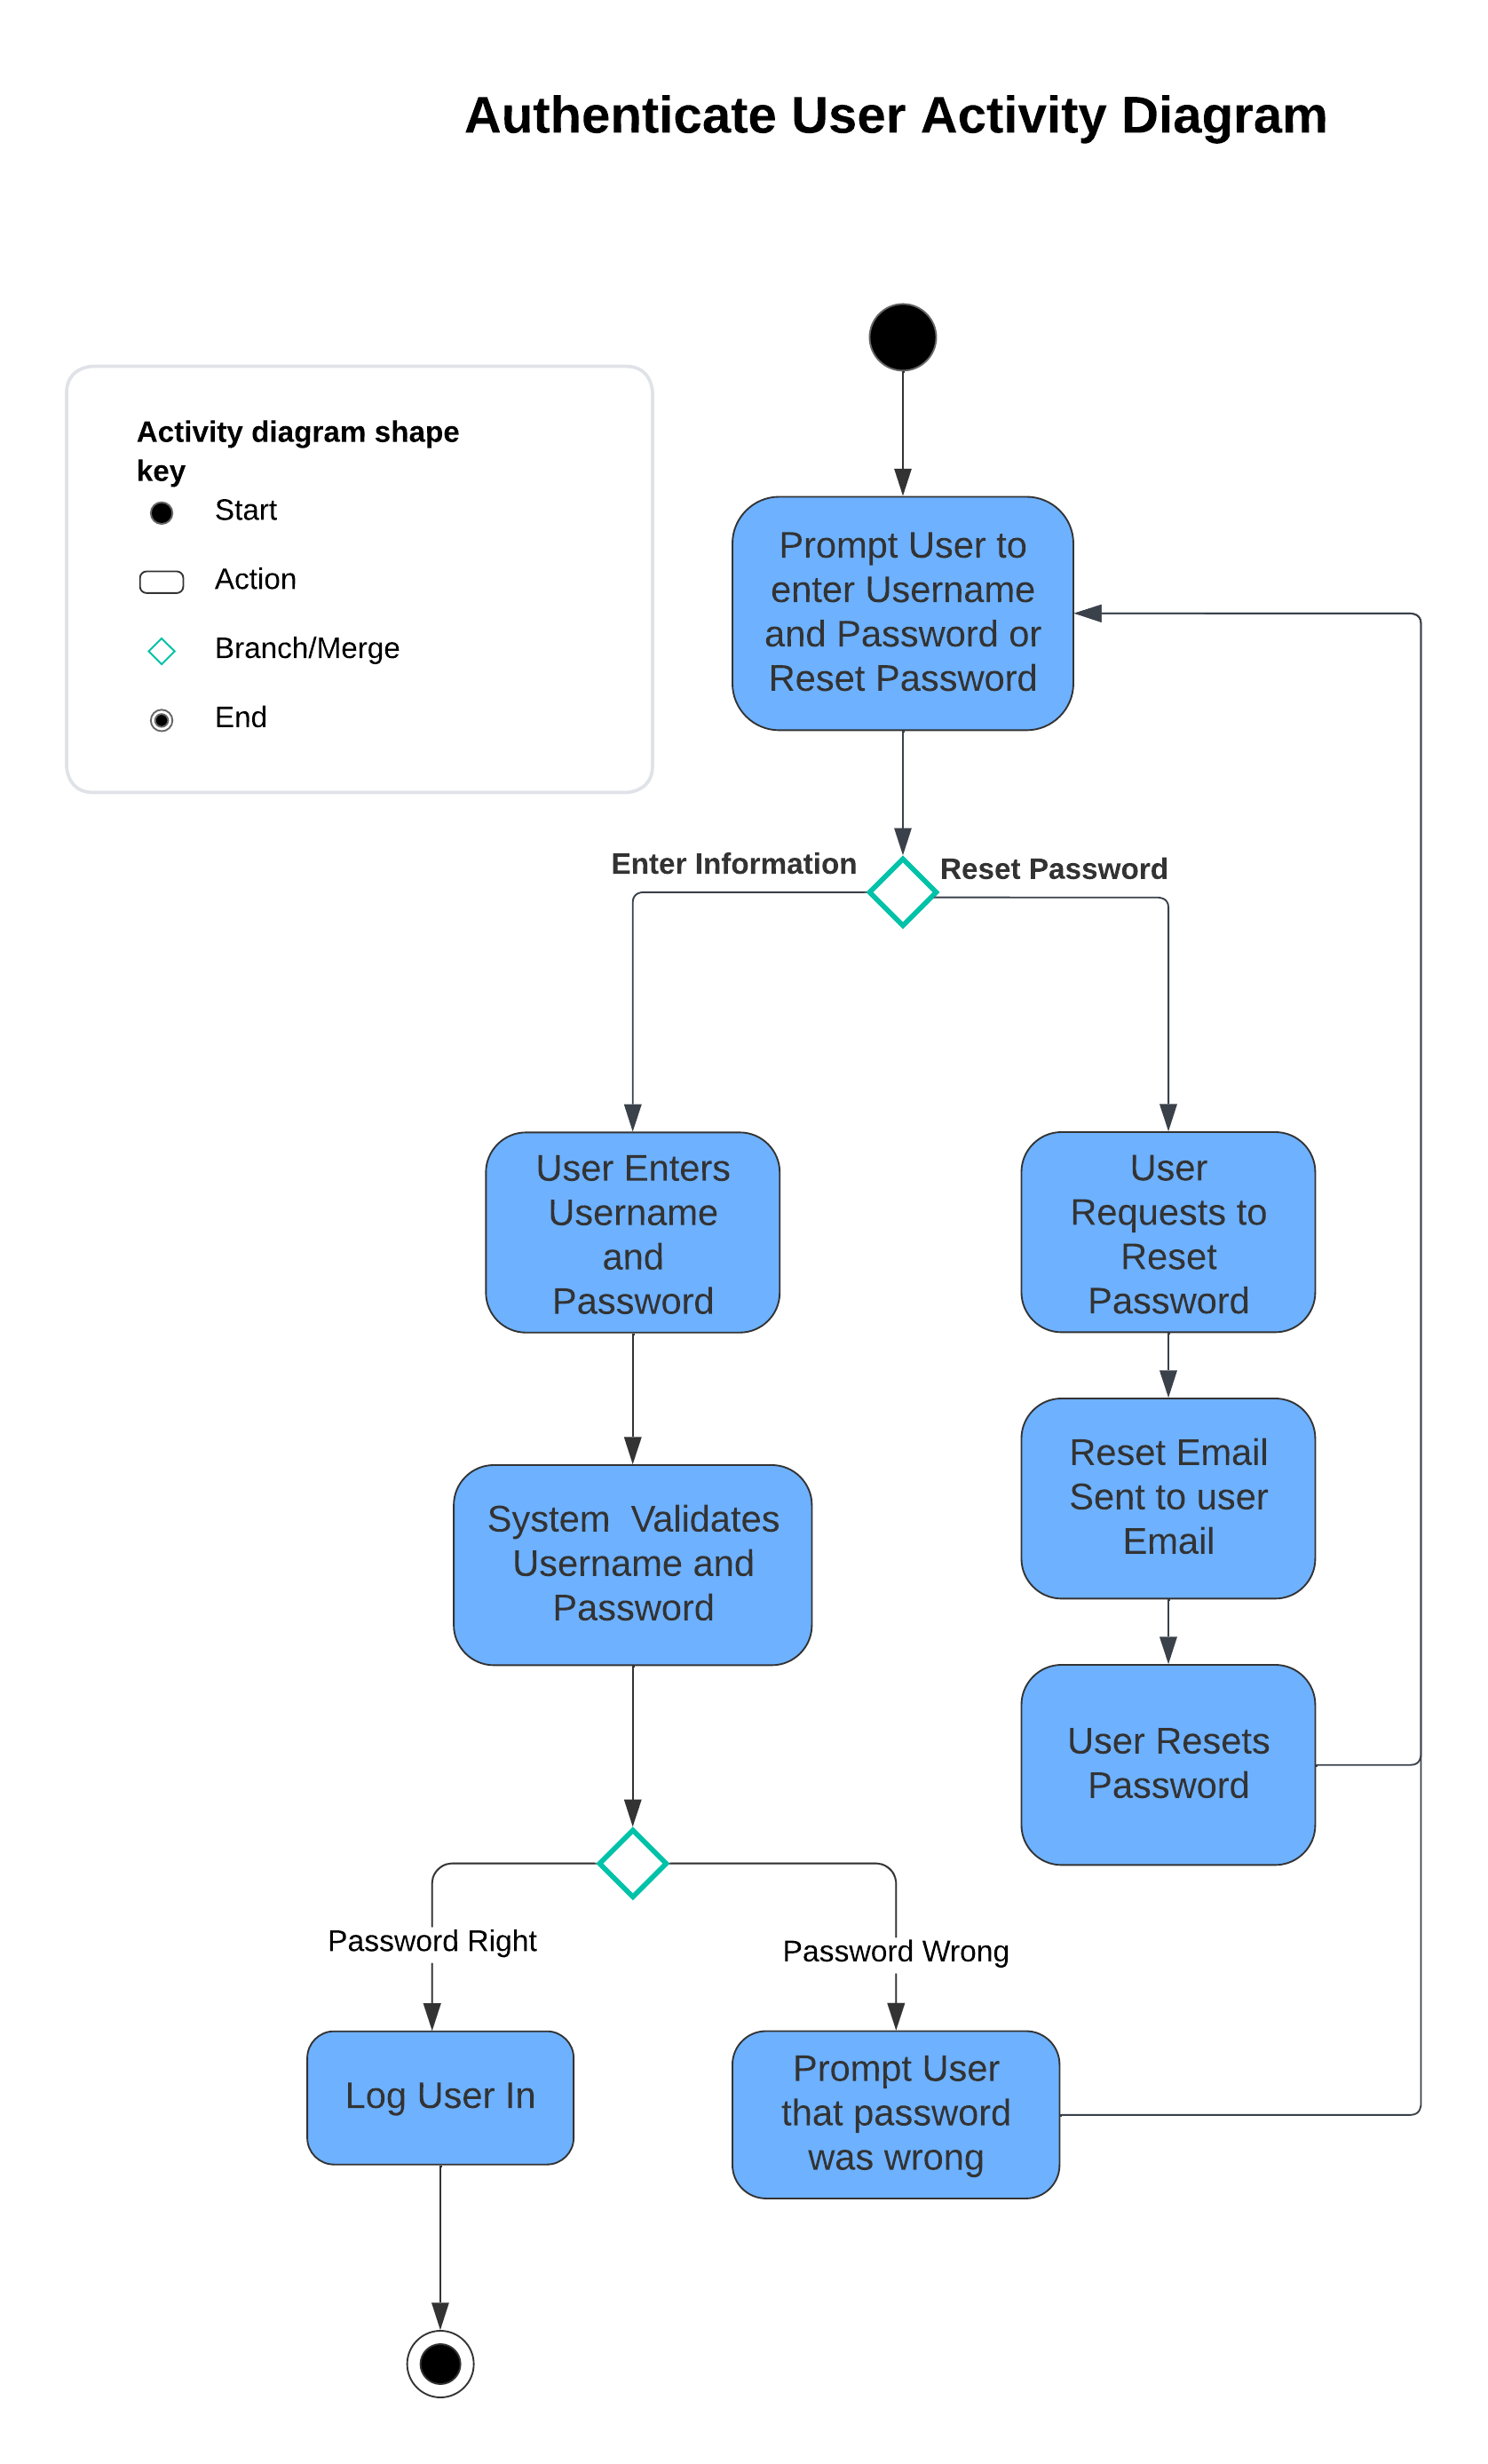 Authenticate User Activity Diagram
Activity diagram shape
key
Start
Action
Branch/Merge
End
Prompt User to
enter Username
and Password or
Reset Password
Enter Information
Reset Password
User Enters
Username
and
Password
User
Requests to
Reset
Password
System  Validates
Username and
Password
Reset Email
Sent to user
Email
User Resets
Password
Password Right
Password Wrong
Log User In
Prompt User
that password
was wrong